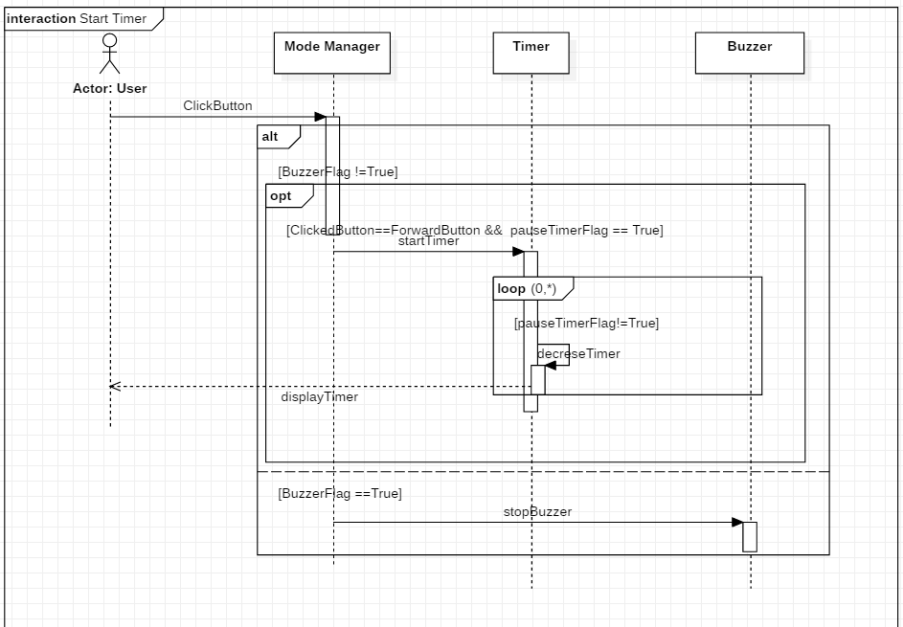 interaction Start Timer
Mode Manager
Timer
Buzzer
Actor: User
ClickButton
alt
[BuzzerFlag !=True]
opt
[ClickedButton==ForwardButton && pauseTimerFlag == True]
startTimer
loop (0,*)
[pauseTimerFlag!=True]
decreseTimer
displayTimer
[BuzzerFlag ==True]
stopBuzzer